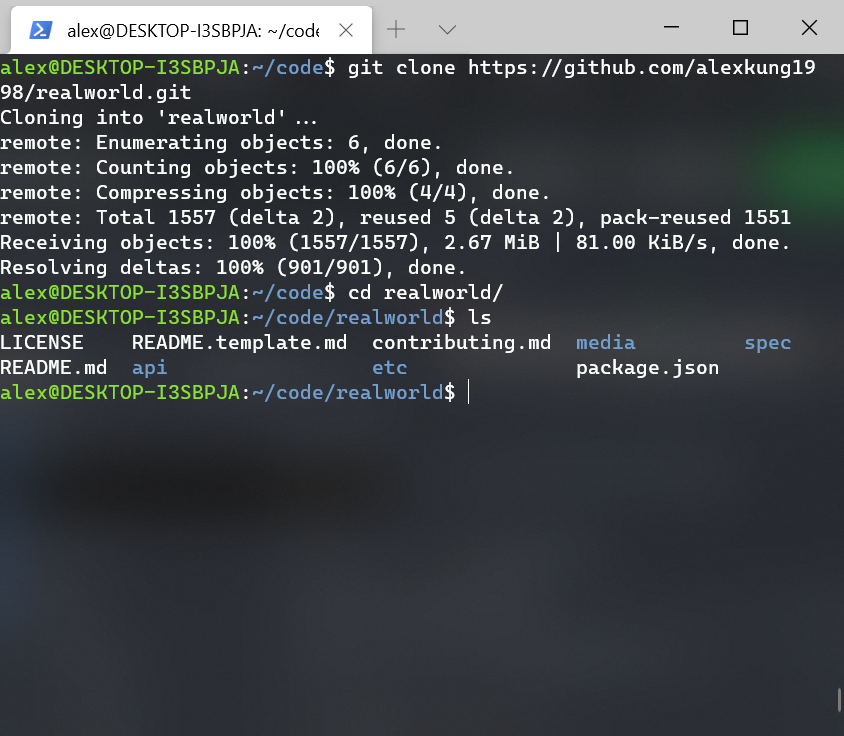 alex@DESKTOP-I3SBPJA: ~/code
alex@DESKTOP-I3SBPJA:~/code$ git clone https://github.com/alexkung19
98/realworld.git
Cloning into 'realworld'...
remote: Enumerating objects: 6, done.
remote: Counting objects: 100% (6/6), done.
remote: Compressing objects: 100% (4/4), done.
remote: Total 1557 (delta 2), reused 5 (delta 2), pack-reused 1551
Receiving objects: 100% (1557/1557), 2.67 MiB | 81.00 KiB/s, done.
Resolving deltas: 100% (901/901), done.
alex@DESKTOP-I3SBPJA:~/code$ cd realworld/
alex@DESKTOP-I3SBPJA:~/code/realworld$ ls
LICENSE    README.template.md  contributing.md  media         spec
README.md  api                 etc              package.json
alex@DESKTOP-I3SBPJA:~/code/realworld$